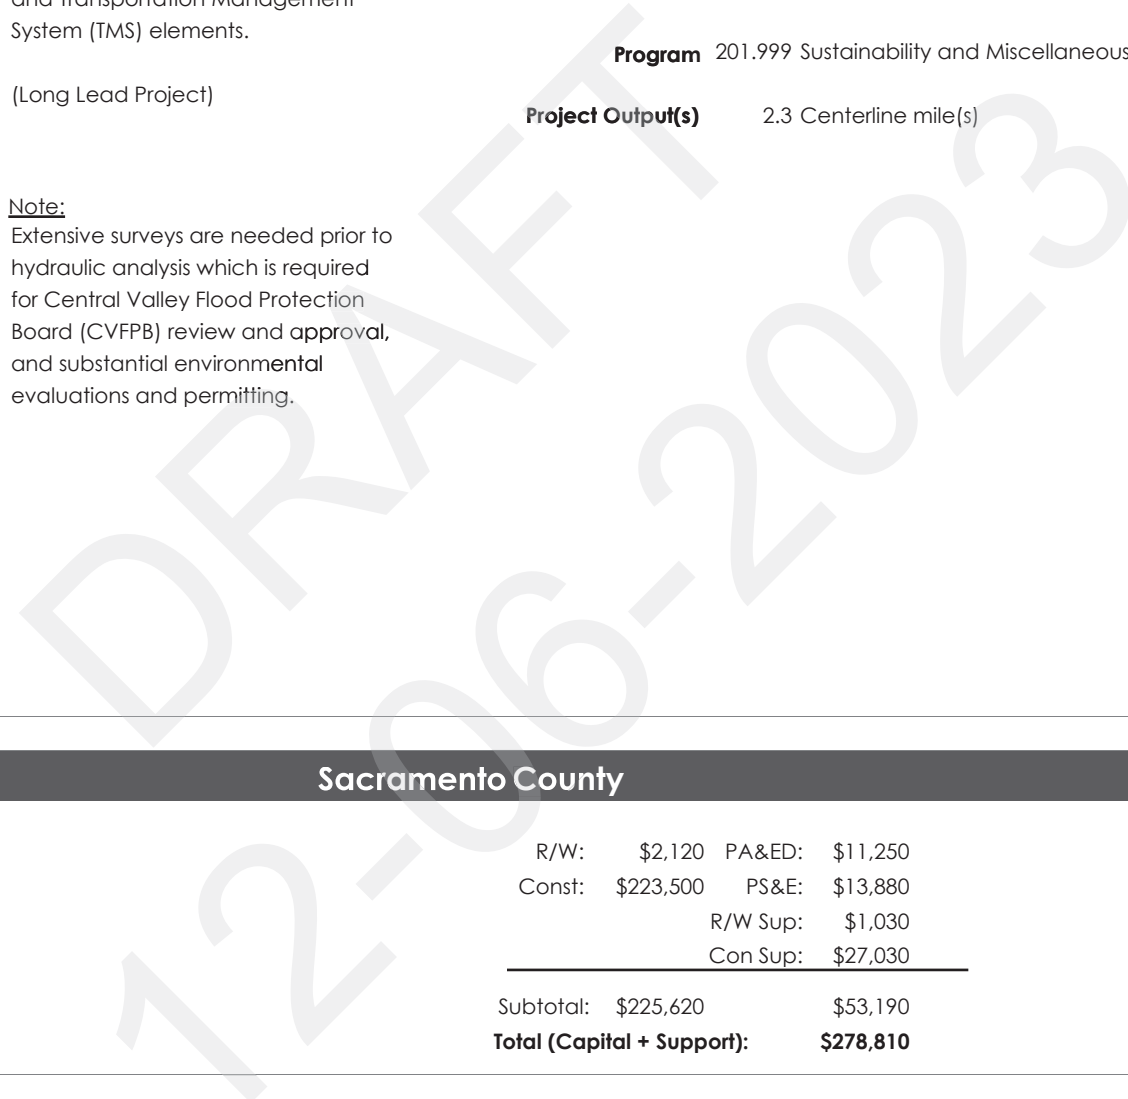 and Transportation Management
System (TMS) elements.
(Long Lead Project)
Program 201.999 Sustainability and Miscellaneous
Project Output(s) 2.3 Centerline mile(s)
Note:
Extensive surveys are needed prior to
hydraulic analysis which is required
for Central Valley Flood Protection
Board (CVFPB) review and approval,
and substantial environmental
evaluations and permitting.
DRAFT
12-06-2023
Sacramento County
R/W: $2,120 PA&ED: $11,250
Const: $223,500 PS&E: $13,880
R/W Sup: $1,030
Con Sup: $27,030
Subtotal: $225,620 $53,190
Total (Capital + Support): $278,810